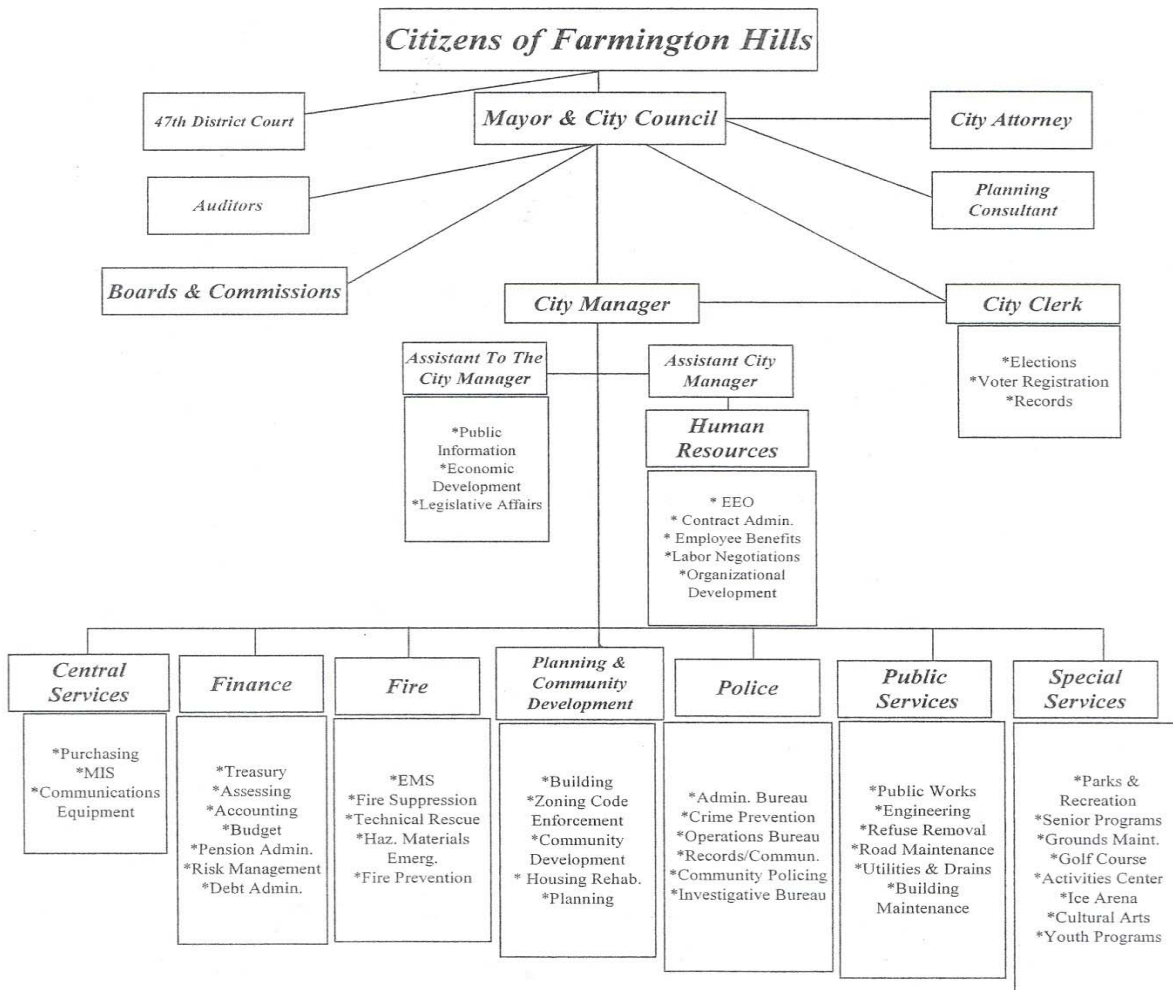 Citizens of Farmington Hills
47th District Court
Mayor & City Council
City Attorney
Auditors
Planning
Consultant
Boards & Commissions
City Manager
City Clerk
*Elections
*Voter Registration
*Records
Assistant To The
City Manager
*Public
Information
*Economic
Development
*Legislative Affairs
Assistant City
Manager
Human
Resources
* EEO
* Contract Admin.
* Employee Benefits
*Labor Negotiations
*Organizational
Development
Central
Services
*Purchasing
*MIS
*Communications
Equipment
Finance
*Treasury
*Assessing
*Accounting
*Budget
*Pension Admin.
*Risk Management
*Debt Admin.
Fire
*EMS
*Fire Suppression
*Technical Rescue
*Haz. Materials
Emerg.
*Fire Prevention
Planning &
Community
Development
*Building
*Zoning Code
Enforcement
*Community
Development
* Housing Rehab.
*Planning
Police
*Admin. Bureau
*Crime Prevention
*Operations Bureau
*Records/Commun.
*Community Policing
*Investigative Bureau
Public
Services
*Public Works
*Engineering
*Refuse Removal
*Road Maintenance
*Utilities & Drains
*Building
Maintenance
Special
Services
*Parks &
Recreation
*Senior Programs
*Grounds Maint.
*Golf Course
*Activities Center
*Ice Arena
*Cultural Arts
*Youth Programs